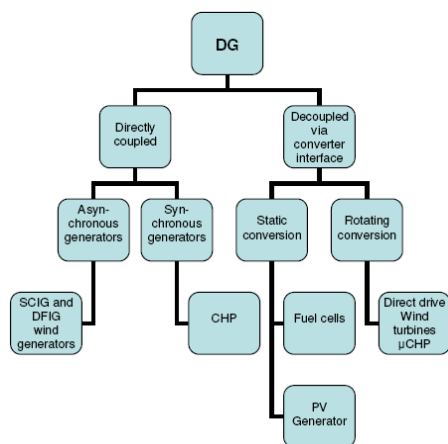 DG
Directly
coupled
Decoupled
via
converter
interface
Asyn-
chronous
generators
Syn-
chronous
generators
Static
conversion
Rotating
conversion
SCIG and
DFIG
wind
generators
CHP
Fuel cells
Direct drive
Wind
turbines
μCHP
PV
Generator